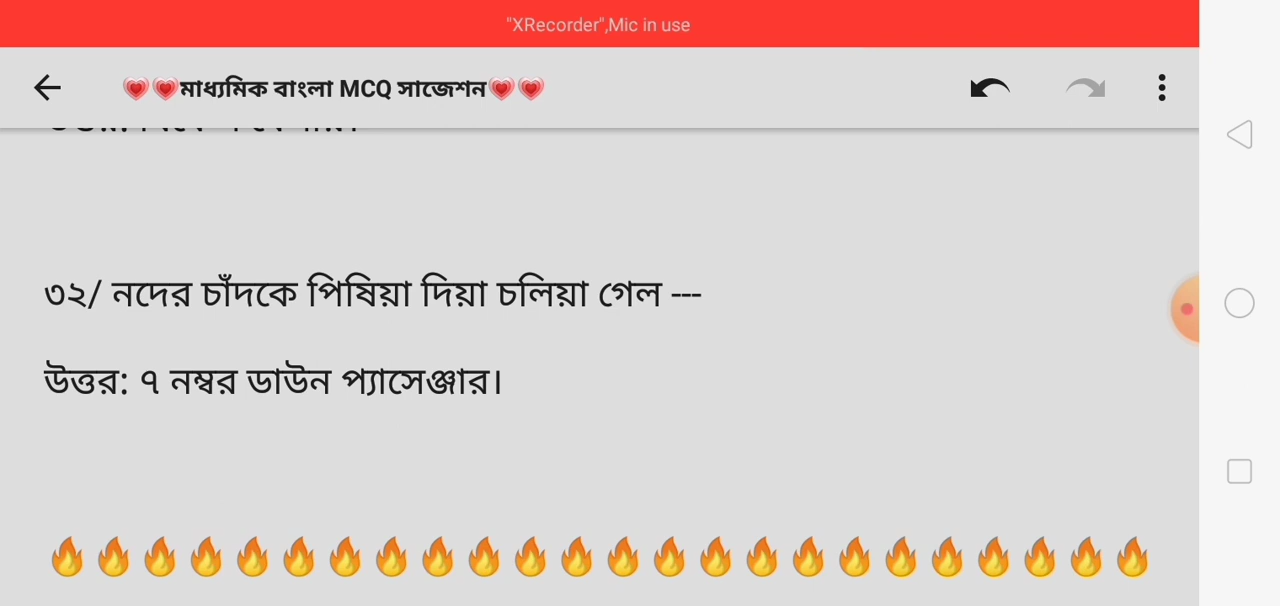 "XRecorder",Mic in use
💗💗মাধ্যমিক বাংলা MCQ সাজেশন💗💗
৩২/ নদের চাঁদকে পিষিয়া দিয়া চলিয়া গেল ---
উত্তর: ৭ নম্বর ডাউন প্যাসেঞ্জার।
🔥🔥🔥🔥🔥🔥🔥🔥🔥🔥🔥🔥🔥🔥🔥🔥🔥🔥🔥🔥🔥🔥🔥🔥